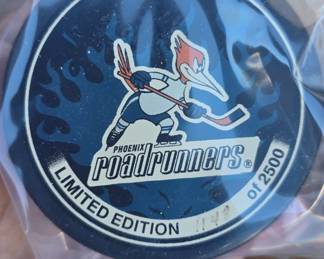 PHOENIX
roadrunners®
LIMITED EDITION of 2500